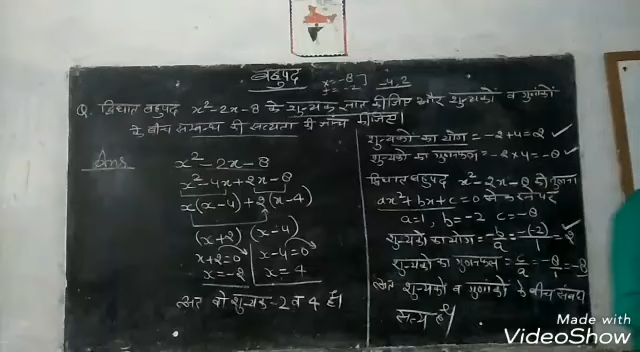 बहुपद
x = -8
-4, 2
Q. द्विघात बहुपद x²-2x-8 के शून्यक ज्ञात कीजिए और शून्यकों व गुणांकों
के बीच सम्बन्ध की सत्यता की जाँच कीजिए।
Ans
x²-2x-8
x²-4x+2x-8
x(x-4)+2(x-4)
(x+2) (x-4)
x+2=0 x-4=0
x=-2 x=4
अतः दो शून्यक -2 व 4 हैं।
शून्यकों का योग = -2+4=2
शून्यकों का गुणनफल = -2×4=-8
द्विघात बहुपद x²-2x-8 की तुलना
ax²+bx+c=0 से करने पर
a=1, b=-2 c=-8
शून्यकों का योग = -b/a = -(-2)/1 = 2
शून्यकों का गुणनफल = c/a = -8/1 = -8
अतः शून्यकों व गुणांकों के बीच संबंध
सत्य है।
Made with
VideoShow